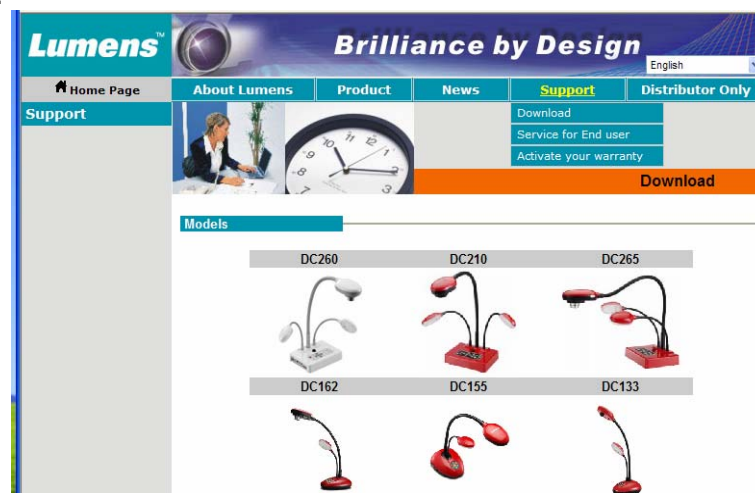 Lumens™ Brilliance by Design
English
Home Page About Lumens Product News Support Distributor Only
Support
Download
Service for End user
Activate your warranty
Download
Models
DC260 DC210 DC265
DC162 DC155 DC133